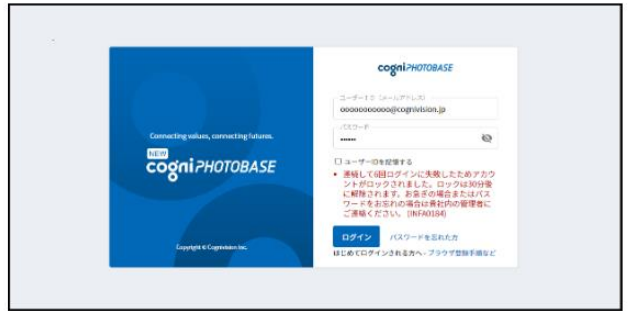 Connecting values, connecting futures.
NEW
cogni PHOTOBASE
Copyright © Cognivision Inc.
cogni PHOTOBASE
ユーザーID（メールアドレス）
ooooooooooo@cognivision.jp
パスワード
••••••
ユーザーIDを記憶する
• 連続して6回ログインに失敗したためアカウ
ントがロックされました。ロックは30分後
に解除されます。お急ぎの場合またはパス
ワードをお忘れの場合は貴社内の管理者に
ご連絡ください。 (INFA0184)
ログイン パスワードを忘れた方
はじめてログインされる方へ - ブラウザ登録手順など